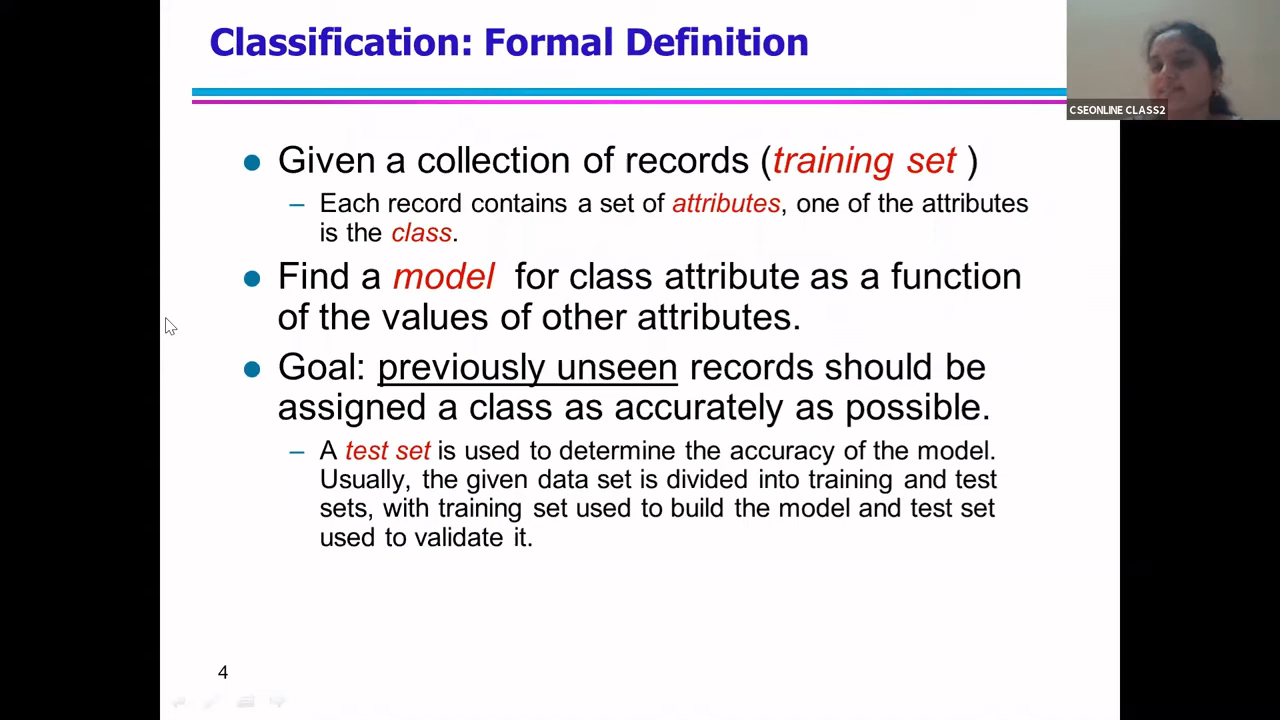 Classification: Formal Definition
CSEONLINE CLASS2
● Given a collection of records (training set )
– Each record contains a set of attributes, one of the attributes
is the class.
● Find a model for class attribute as a function
of the values of other attributes.
● Goal: previously unseen records should be
assigned a class as accurately as possible.
– A test set is used to determine the accuracy of the model.
Usually, the given data set is divided into training and test
sets, with training set used to build the model and test set
used to validate it.
4